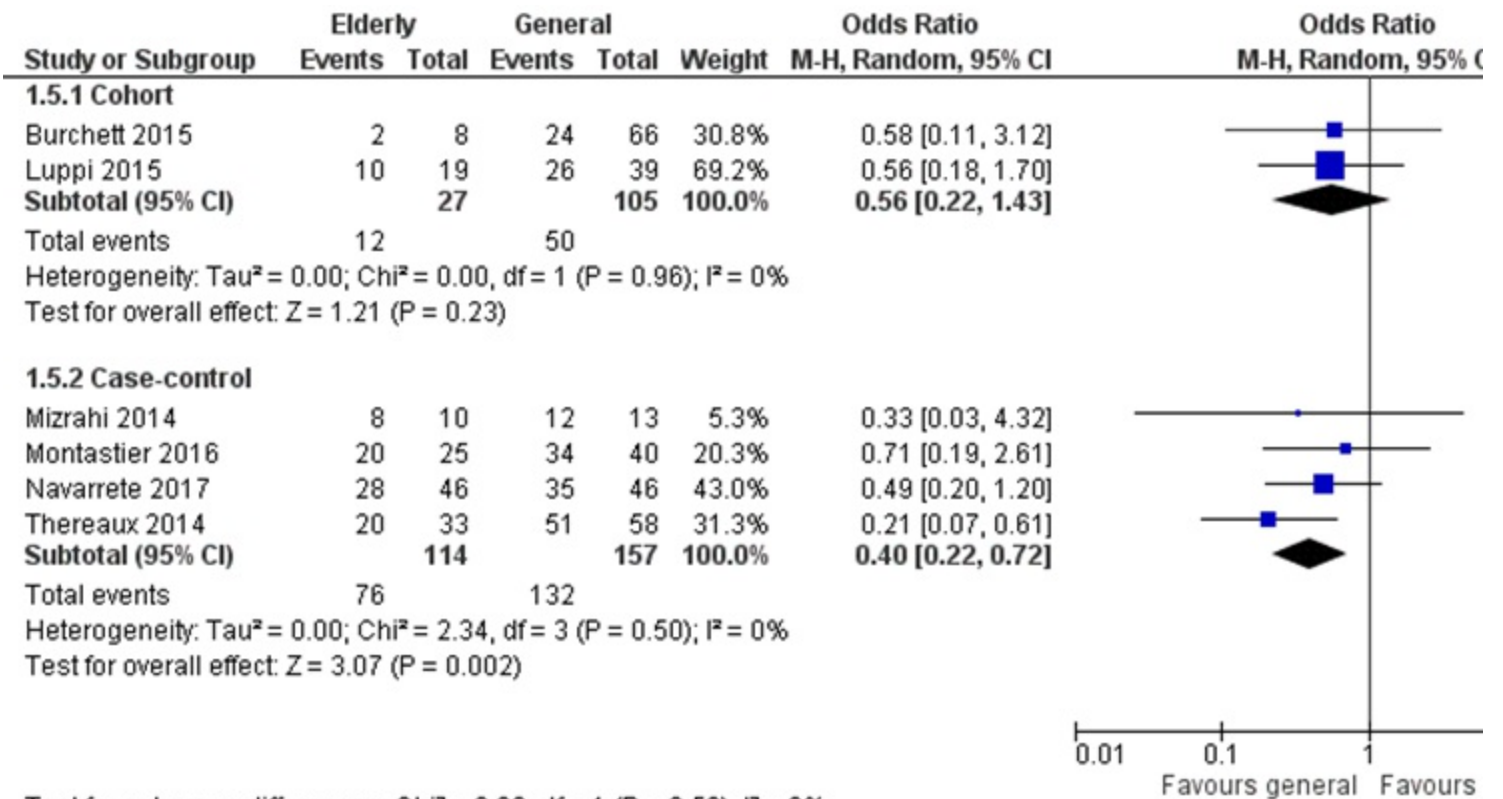 Elderly General Odds Ratio Odds Ratio
Study or Subgroup Events Total Events Total Weight M-H, Random, 95% CI M-H, Random, 95% C
1.5.1 Cohort
Burchett 2015 2 8 24 66 30.8% 0.58 [0.11, 3.12]
Luppi 2015 10 19 26 39 69.2% 0.56 [0.18, 1.70]
Subtotal (95% CI) 27 105 100.0% 0.56 [0.22, 1.43]
Total events 12 50
Heterogeneity: Tau² = 0.00; Chi² = 0.00, df = 1 (P = 0.96); I² = 0%
Test for overall effect: Z = 1.21 (P = 0.23)
1.5.2 Case-control
Mizrahi 2014 8 10 12 13 5.3% 0.33 [0.03, 4.32]
Montastier 2016 20 25 34 40 20.3% 0.71 [0.19, 2.61]
Navarrete 2017 28 46 35 46 43.0% 0.49 [0.20, 1.20]
Thereaux 2014 20 33 51 58 31.3% 0.21 [0.07, 0.61]
Subtotal (95% CI) 114 157 100.0% 0.40 [0.22, 0.72]
Total events 76 132
Heterogeneity: Tau² = 0.00; Chi² = 2.34, df = 3 (P = 0.50); I² = 0%
Test for overall effect: Z = 3.07 (P = 0.002)
0.01 0.1 1
Favours general Favours